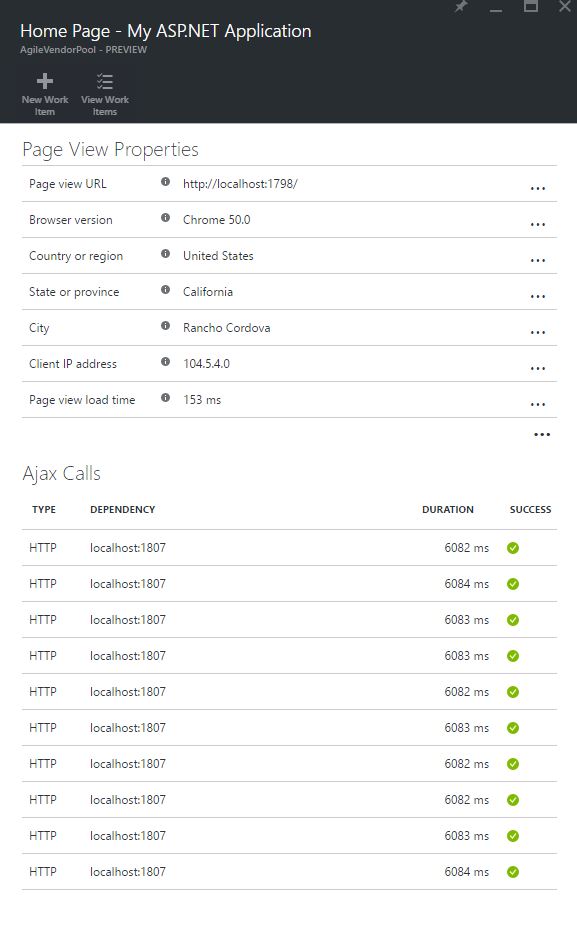 Home Page - My ASP.NET Application
AgileVendorPool - PREVIEW
New Work Item
View Work Items
Page View Properties
Page view URL http://localhost:1798/ ...
Browser version Chrome 50.0 ...
Country or region United States ...
State or province California ...
City Rancho Cordova ...
Client IP address 104.5.4.0 ...
Page view load time 153 ms ...
...
Ajax Calls
TYPE DEPENDENCY DURATION SUCCESS
HTTP localhost:1807 6082 ms
HTTP localhost:1807 6084 ms
HTTP localhost:1807 6083 ms
HTTP localhost:1807 6083 ms
HTTP localhost:1807 6082 ms
HTTP localhost:1807 6083 ms
HTTP localhost:1807 6082 ms
HTTP localhost:1807 6082 ms
HTTP localhost:1807 6083 ms
HTTP localhost:1807 6084 ms